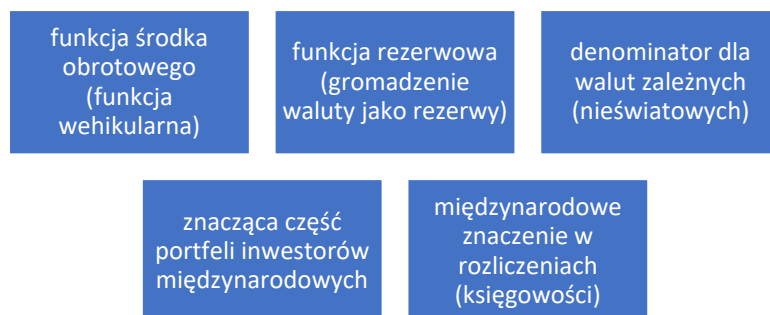 funkcja środka
obrotowego
(funkcja
wehikularna)
funkcja rezerwowa
(gromadzenie
waluty jako rezerwy)
denominator dla
walut zależnych
(nieświatowych)
znacząca część
portfeli inwestorów
międzynarodowych
międzynarodowe
znaczenie w
rozliczeniach
(księgowości)